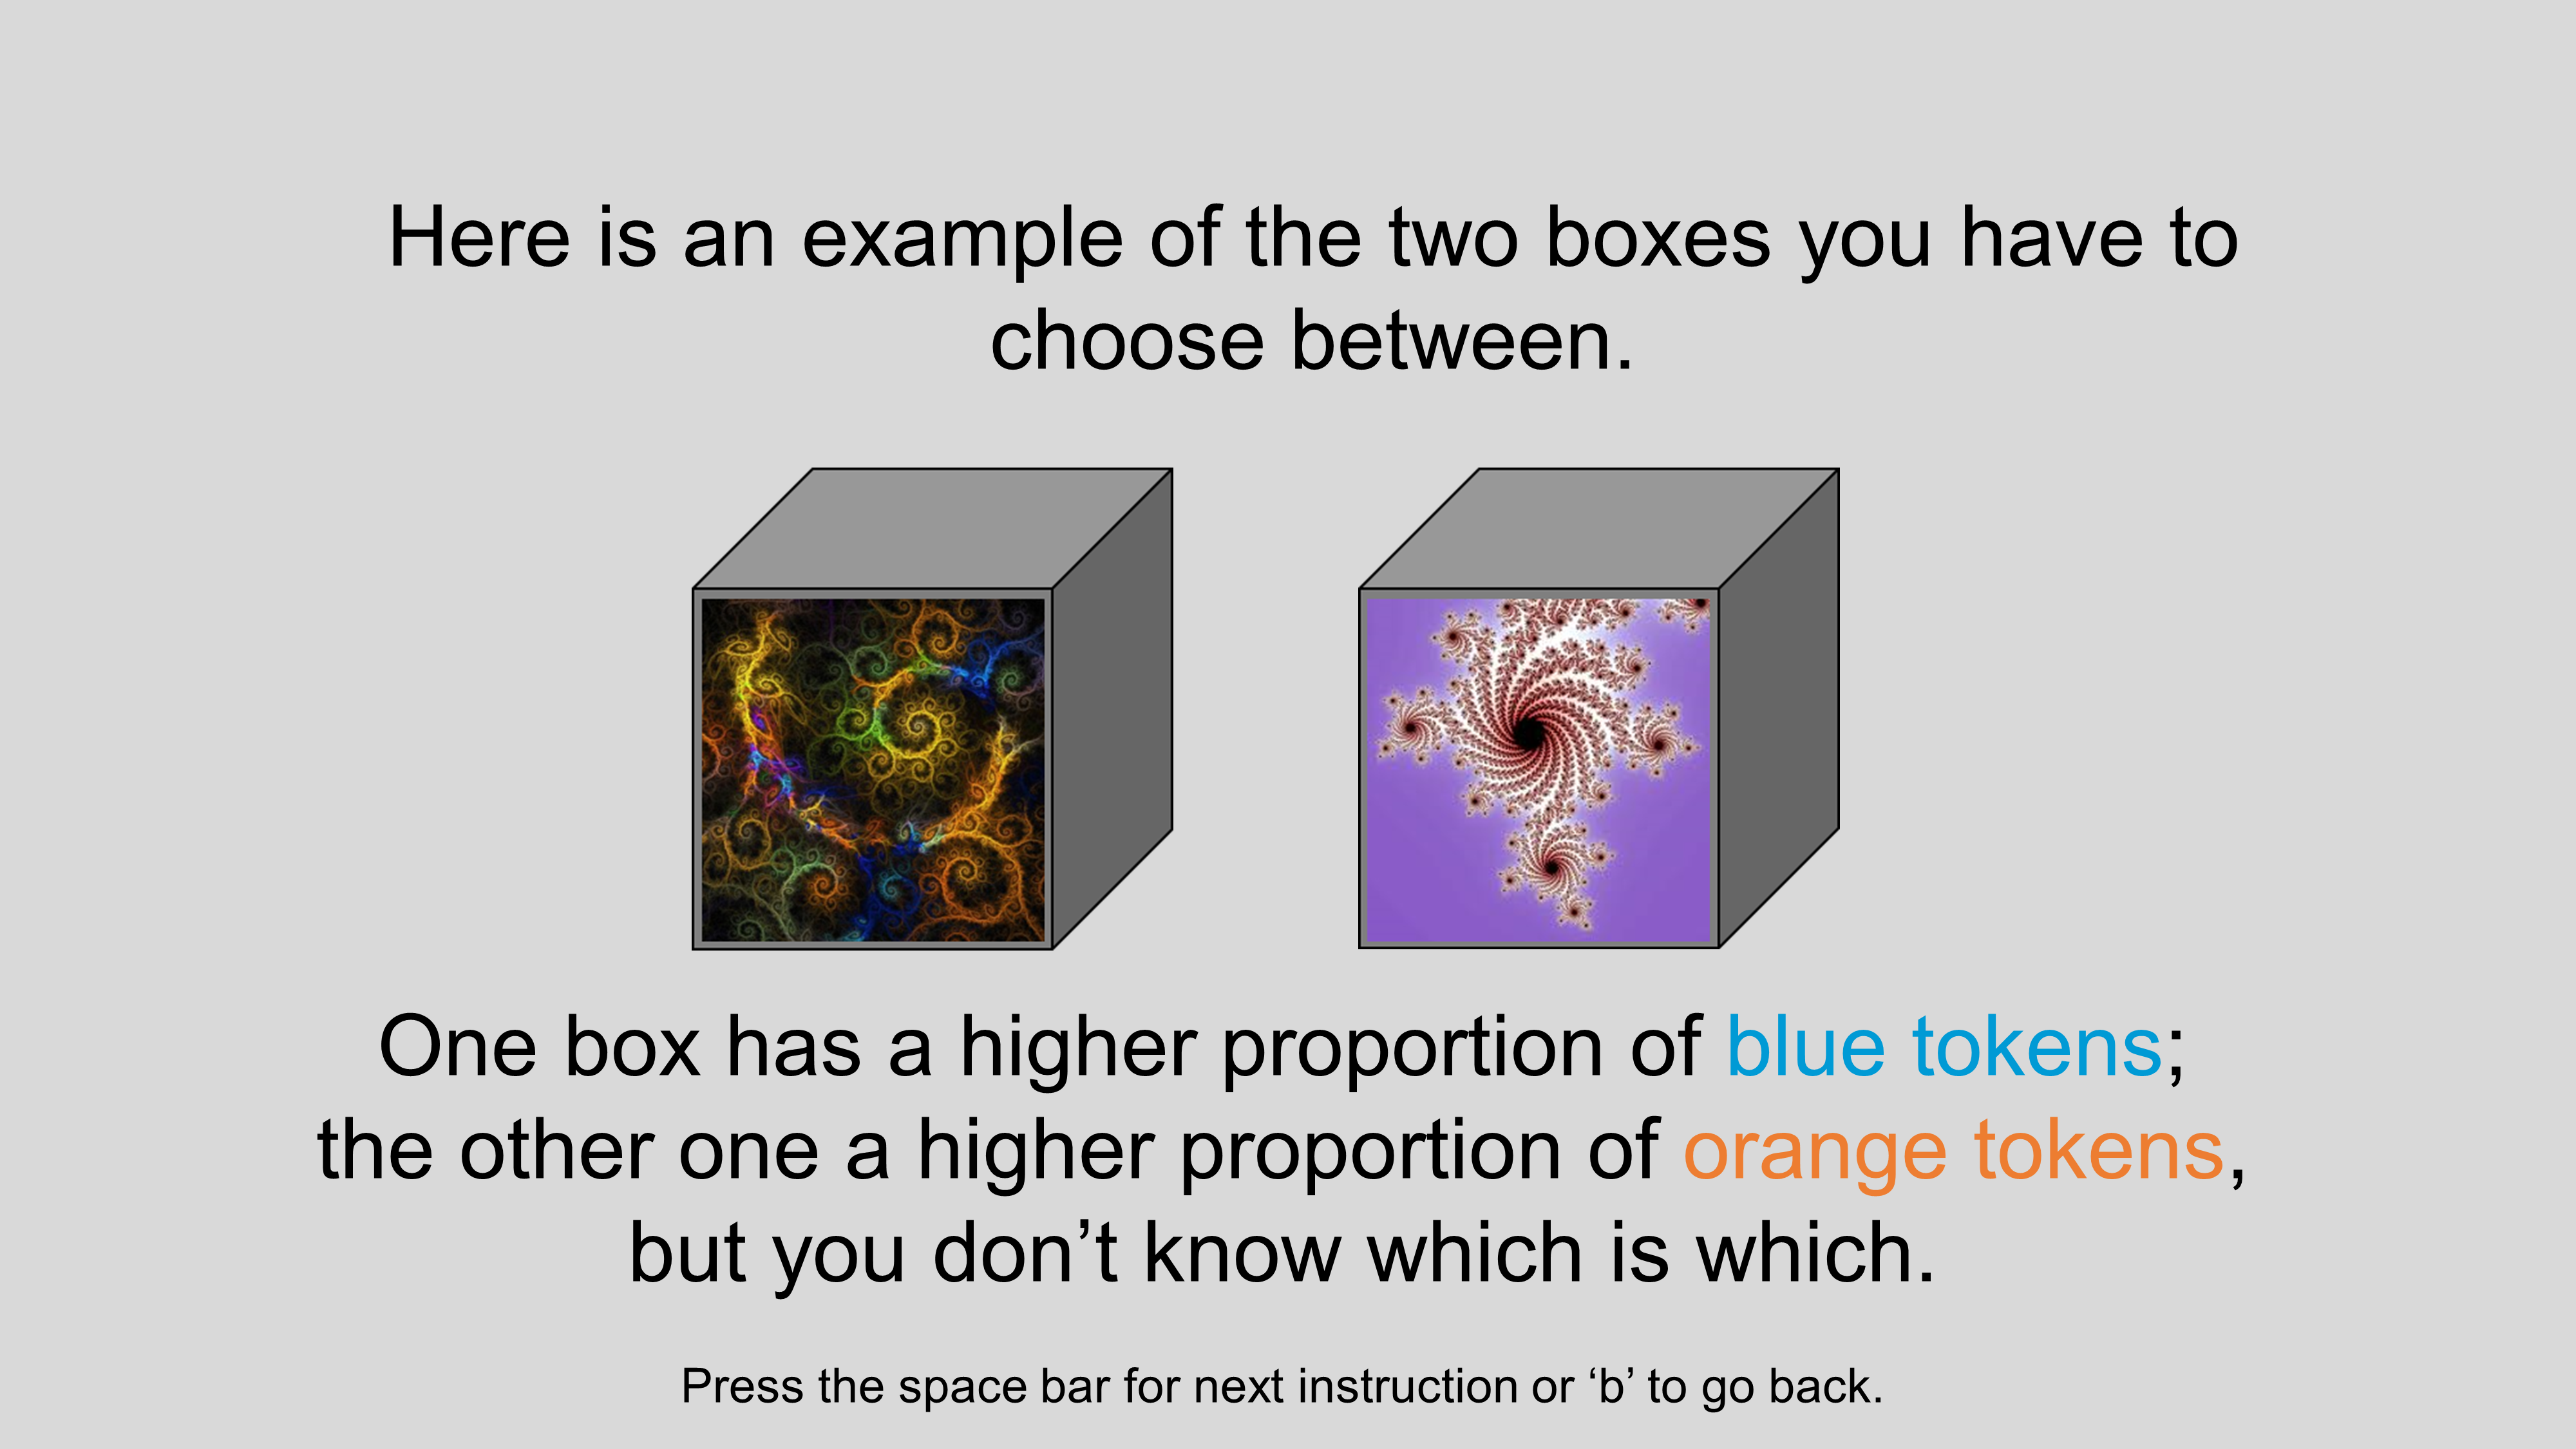 Here is an example of the two boxes you have to
choose between.
One box has a higher proportion of blue tokens;
the other one a higher proportion of orange tokens,
but you don’t know which is which.
Press the space bar for next instruction or ‘b’ to go back.